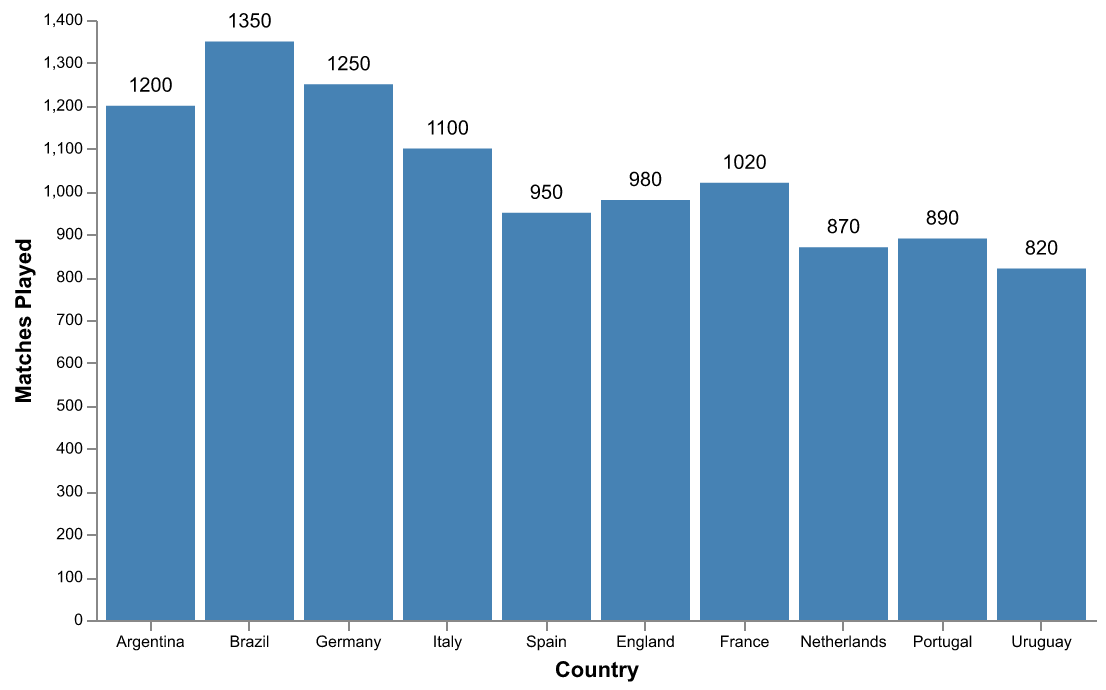 1,400
1,300
1,200
1,100
1,000
900
800
700
600
500
400
300
200
100
0
Matches Played
1200
1350
1250
1100
950
980
1020
870
890
820
Argentina
Brazil
Germany
Italy
Spain
England
France
Netherlands
Portugal
Uruguay
Country